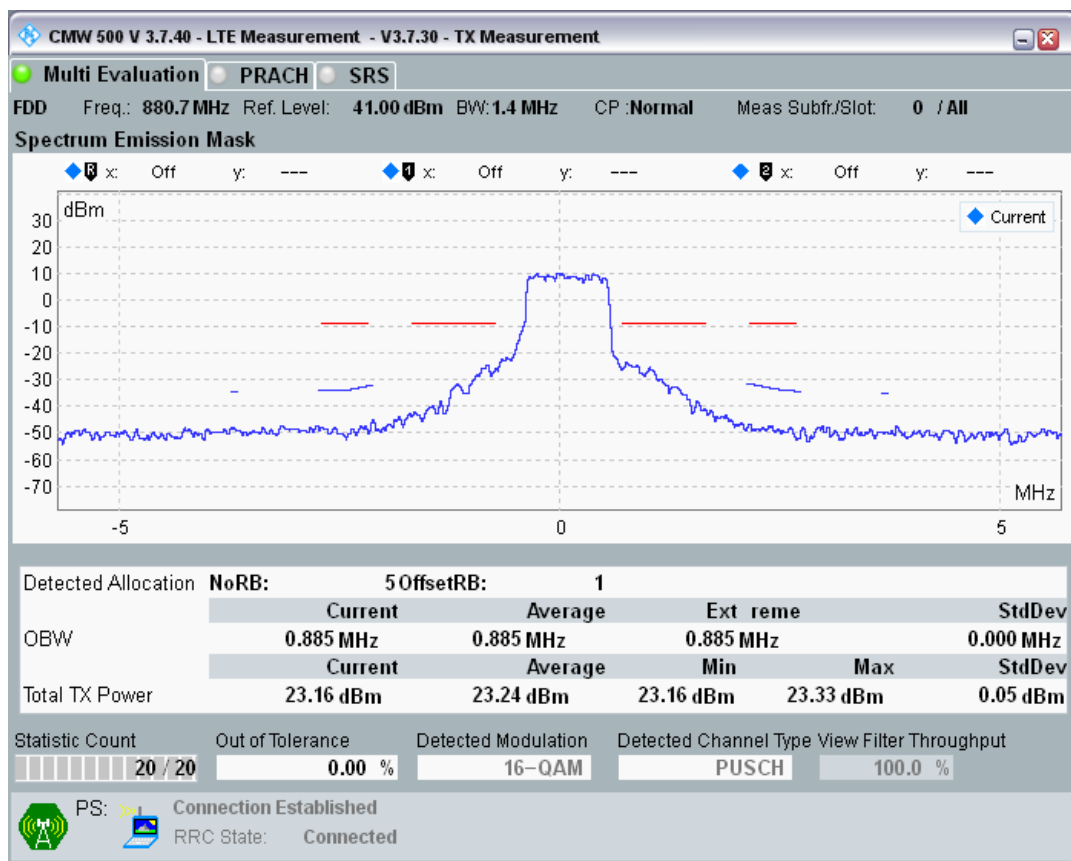 CMW 500 V 3.7.40 - LTE Measurement - V3.7.30 - TX Measurement
Multi Evaluation PRACH SRS
FDD Freq.: 880.7 MHz Ref. Level: 41.00 dBm BW: 1.4 MHz CP :Normal Meas Subfr./Slot: 0 / All
Spectrum Emission Mask
R x: Off y: --- 1 x: Off y: --- 2 x: Off y: ---
dBm
Current
30
20
10
0
-10
-20
-30
-40
-50
-60
-70
MHz
-5 0 5
Detected Allocation NoRB: 5 OffsetRB: 1
Current Average Ext reme StdDev
OBW 0.885 MHz 0.885 MHz 0.885 MHz 0.000 MHz
Current Average Min Max StdDev
Total TX Power 23.16 dBm 23.24 dBm 23.16 dBm 23.33 dBm 0.05 dBm
Statistic Count Out of Tolerance Detected Modulation Detected Channel Type View Filter Throughput
20 / 20 0.00 % 16-QAM PUSCH 100.0 %
PS: Connection Established
RRC State: Connected